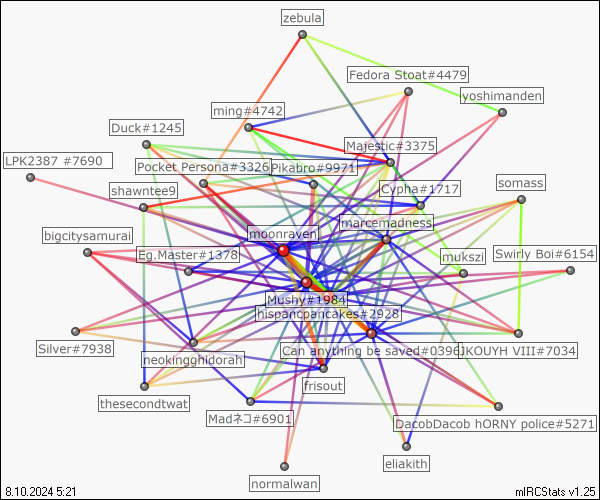 zebula
Fedora Stoat#4479
yoshimanden
ming#4742
Duck#1245
Majestic#3375
LPK2387 #7690
Pocket Persona#3326
Pikabro#9971
shawntee9
Cypha#1717
somass
marcemadness
moonraven
bigcitysamurai
Eg.Master#1378
mukszi
Swirly Boi#6154
Mushy#1984
hispancpancakes#2928
Silver#7938
neokingghidorah
Can anything be saved#0396
JKOUYH VIII#7034
frisout
thesecondtwat
Madネコ#6901
DacobDacob hORNY police#5271
eliakith
normalwan
8.10.2024 5:21
mIRCStats v1.25